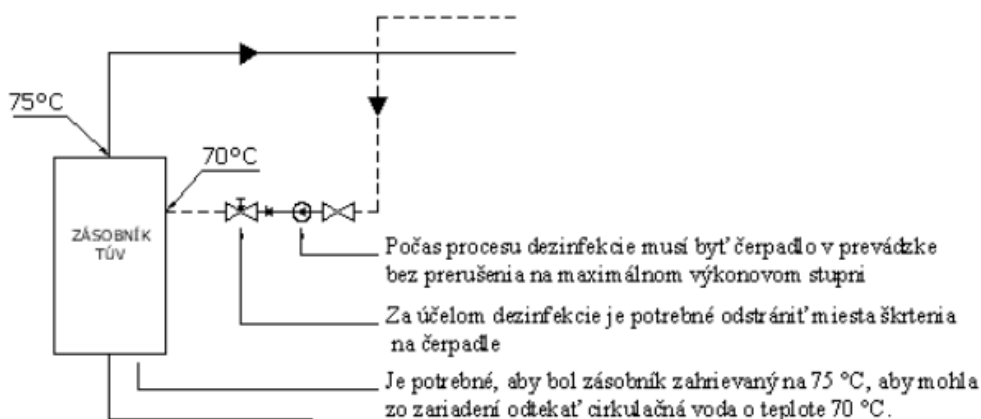 75°C
70°C
ZÁSOBNÍK
TÚV
Počas procesu dezinfekcie musí byť čerpadlo v prevádzke
bez prerušenia na maximálnom výkonovom stupni
Za účelom dezinfekcie je potrebné odstrániť miesta škrtenia
na čerpadle
Je potrebné, aby bol zásobník zahrievaný na 75 °C, aby mohla
zo zariadení odtekať cirkulačná voda o teplote 70 °C.